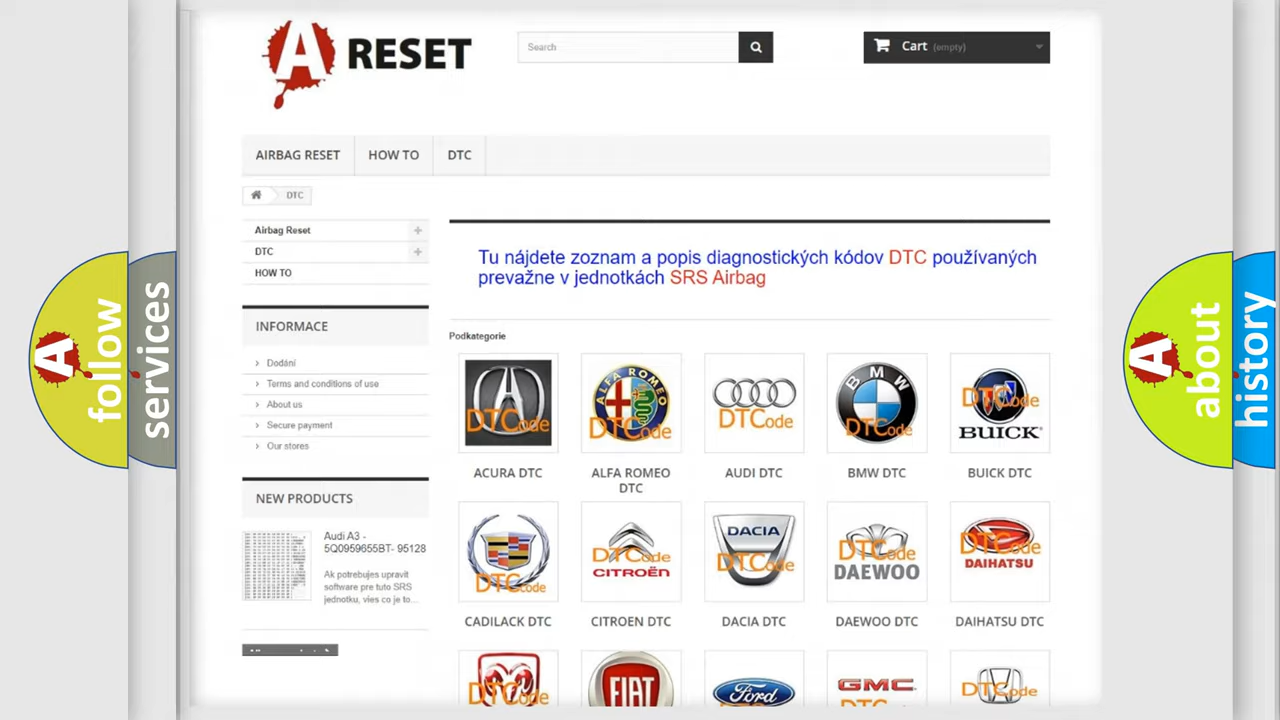 A RESET
Search
Cart (empty)
AIRBAG RESET
HOW TO
DTC
DTC
Airbag Reset
DTC
HOW TO
Tu nájdete zoznam a popis diagnostických kódov DTC používaných
prevažne v jednotkách SRS Airbag
INFORMACE
Dodání
Terms and conditions of use
About us
Secure payment
Our stores
Podkategorie
DTCode
ALFA ROMEO
DTCode
DTCode
BMW
DTCode
DTCode
BUICK
ACURA DTC
ALFA ROMEO
DTC
AUDI DTC
BMW DTC
BUICK DTC
NEW PRODUCTS
Audi A3 -
5Q0959655BT- 95128
Ak potrebujes upravit
software pre tuto SRS
jednotku, vies co je to...
DTCode
DTCode
CITROËN
DACIA
DTCode
DTCode
DAEWOO
DTCode
DAIHATSU
CADILACK DTC
CITROEN DTC
DACIA DTC
DAEWOO DTC
DAIHATSU DTC
DTCode
FIAT
Ford
GMC
DTCode
A follow
services
A about
history